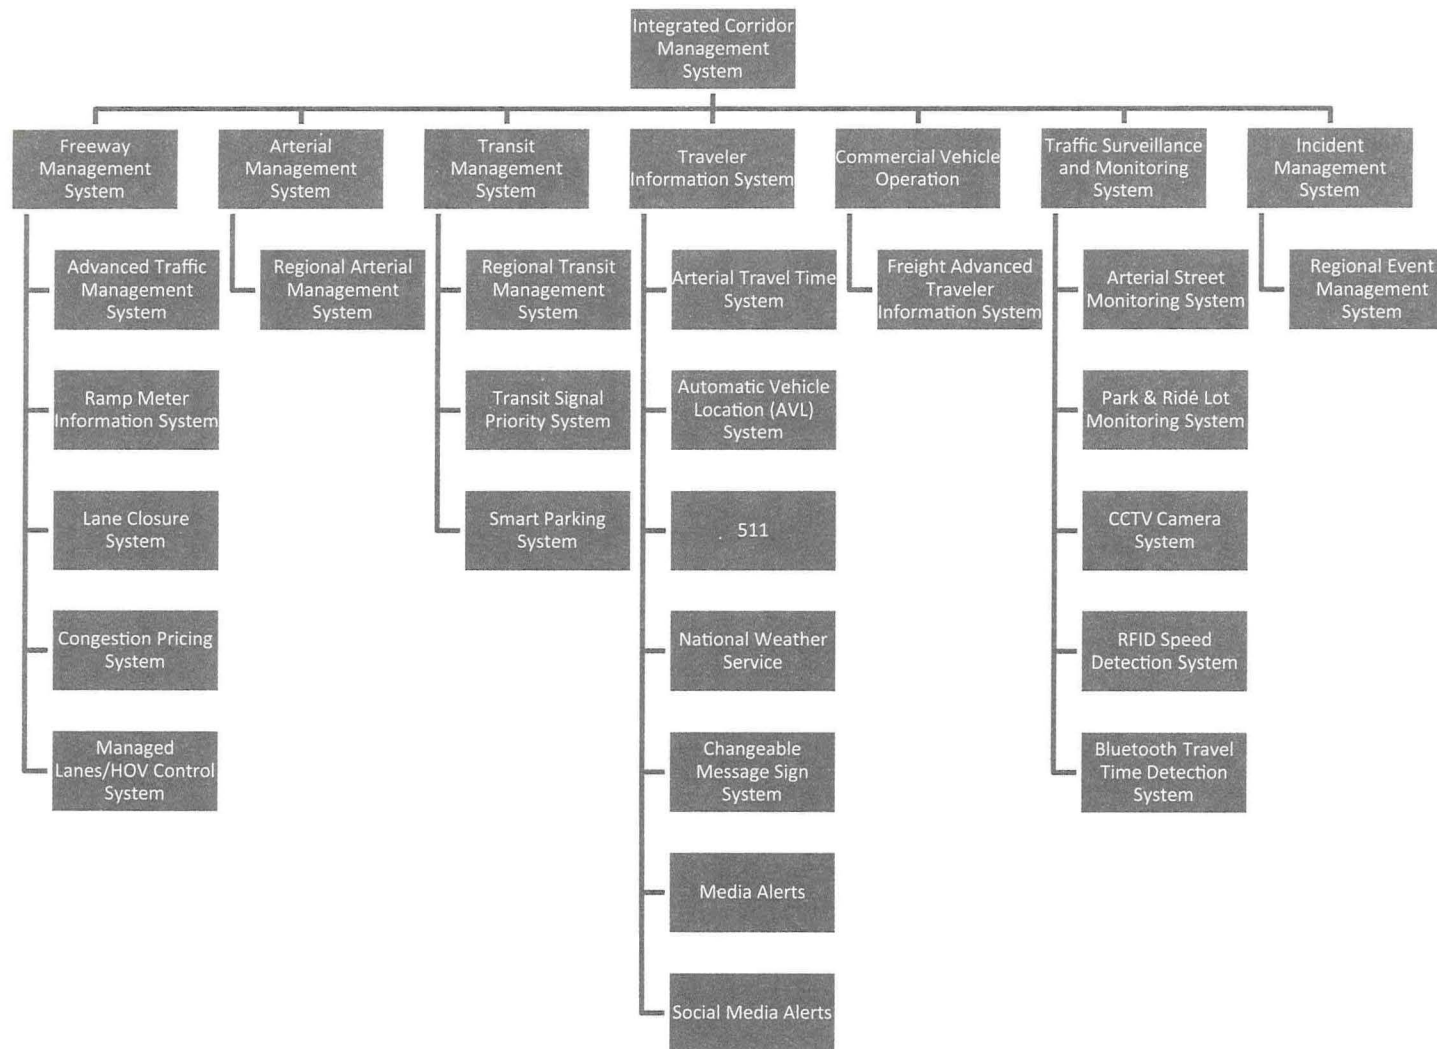 Integrated Corridor
Management
System
Freeway
Management
System
Arterial
Management
System
Transit
Management
System
Traveler
Information System
Commercial Vehicle
Operation
Traffic Surveillance
and Monitoring
System
Incident
Management
System
Advanced Traffic
Management
System
Ramp Meter
Information System
Lane Closure
System
Congestion Pricing
System
Managed
Lanes/HOV Control
System
Regional Arterial
Management
System
Regional Transit
Management
System
Transit Signal
Priority System
Smart Parking
System
Arterial Travel Time
System
Automatic Vehicle
Location (AVL)
System
511
National Weather
Service
Changeable
Message Sign
System
Media Alerts
Social Media Alerts
Freight Advanced
Traveler
Information System
Arterial Street
Monitoring System
Park & Ride Lot
Monitoring System
CCTV Camera
System
RFID Speed
Detection System
Bluetooth Travel
Time Detection
System
Regional Event
Management
System